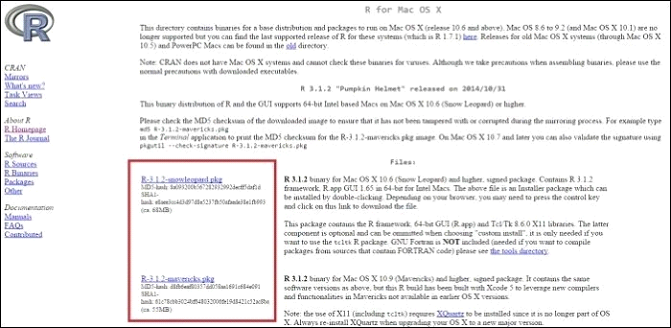 R for Mac OS X
This directory contains binaries for a base distribution and packages to run on Mac OS X (release 10.6 and above). Mac OS 8.6 to 9.2 (and Mac OS X 10.1) are no
longer supported but you can find the last supported release of R for these systems (which is R 1.7.1) here. Releases for old Mac OS X systems (through Mac OS X
10.5) and PowerPC Macs can be found in the old directory.
Note: CRAN does not have Mac OS X systems and cannot check these binaries for viruses. Although we take precautions when assembling binaries, please use the
normal precautions with downloaded executables.
R 3.1.2 "Pumpkin Helmet" released on 2014/10/31
This binary distribution of R and the GUI supports 64-bit Intel based Macs on Mac OS X 10.6 (Snow Leopard) or higher.
Please check the MD5 checksum of the downloaded image to ensure that it has not been tampered with or corrupted during the mirroring process. For example type
md5 R-3.1.2-mavericks.pkg
in the Terminal application to print the MD5 checksum for the R-3.1.2-mavericks.pkg image. On Mac OS X 10.7 and later you can also validate the signature using
pkgutil --check-signature R-3.1.2-mavericks.pkg
Files:
R-3.1.2-snowleopard.pkg
MD5-hash:
SHA1-
hash:
(ca. 68MB)
R 3.1.2 binary for Mac OS X 10.6 (Snow Leopard) and higher, signed package. Contains R 3.1.2
framework, R.app GUI 1.65 in 64-bit for Intel Macs. The above file is an Installer package which can
be installed by double-clicking. Depending on your browser, you may need to press the control key
and click on this link to download the file.
This package contains the R framework, 64-bit GUI (R.app) and Tcl/Tk 8.6.0 X11 libraries. The latter
component is optional and can be ommitted when choosing "custom install", it is only needed if you
want to use the tcltk R package. GNU Fortran is NOT included (needed if you want to compile
packages from sources that contain FORTRAN code) please see the tools directory.
R-3.1.2-mavericks.pkg
MD5-hash:
SHA1-
hash:
(ca. 55MB)
R 3.1.2 binary for Mac OS X 10.9 (Mavericks) and higher, signed package. It contains the same
software versions as above, but this R build has been built with Xcode 5 to leverage new compilers
and functionalities in Mavericks not available in earlier OS X versions.
Note: the use of X11 (including tcltk) requires XQuartz to be installed since it is no longer part of OS
X. Always re-install XQuartz when upgrading your OS X to a new major version.
R
CRAN
Mirrors
What's new?
Task Views
Search
About R
R Homepage
The R Journal
Software
R Sources
R Binaries
Packages
Other
Documentation
Manuals
FAQs
Contributed